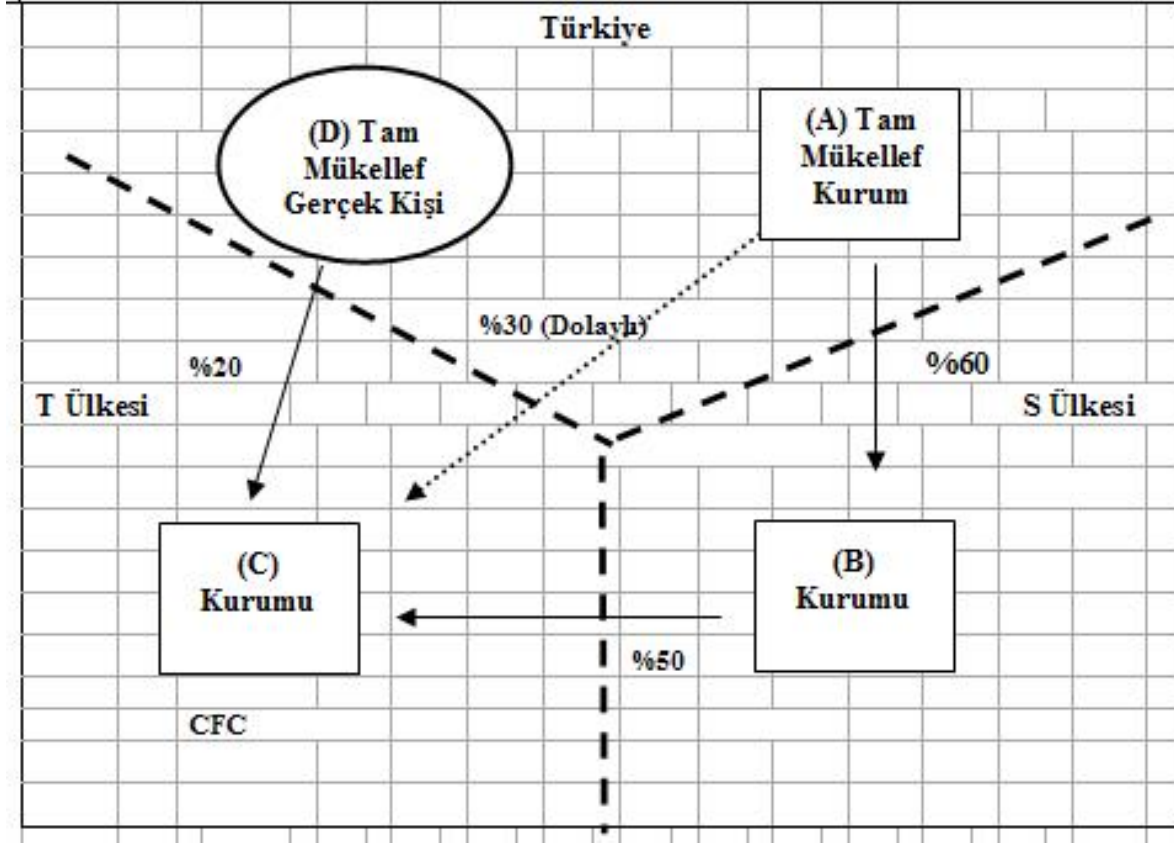 Türkiye
(D) Tam
Mükellef
Gerçek Kişi
(A) Tam
Mükellef
Kurum
%30 (Dolaylı)
%20
%60
T Ülkesi
S Ülkesi
(C)
Kurumu
(B)
Kurumu
%50
CFC